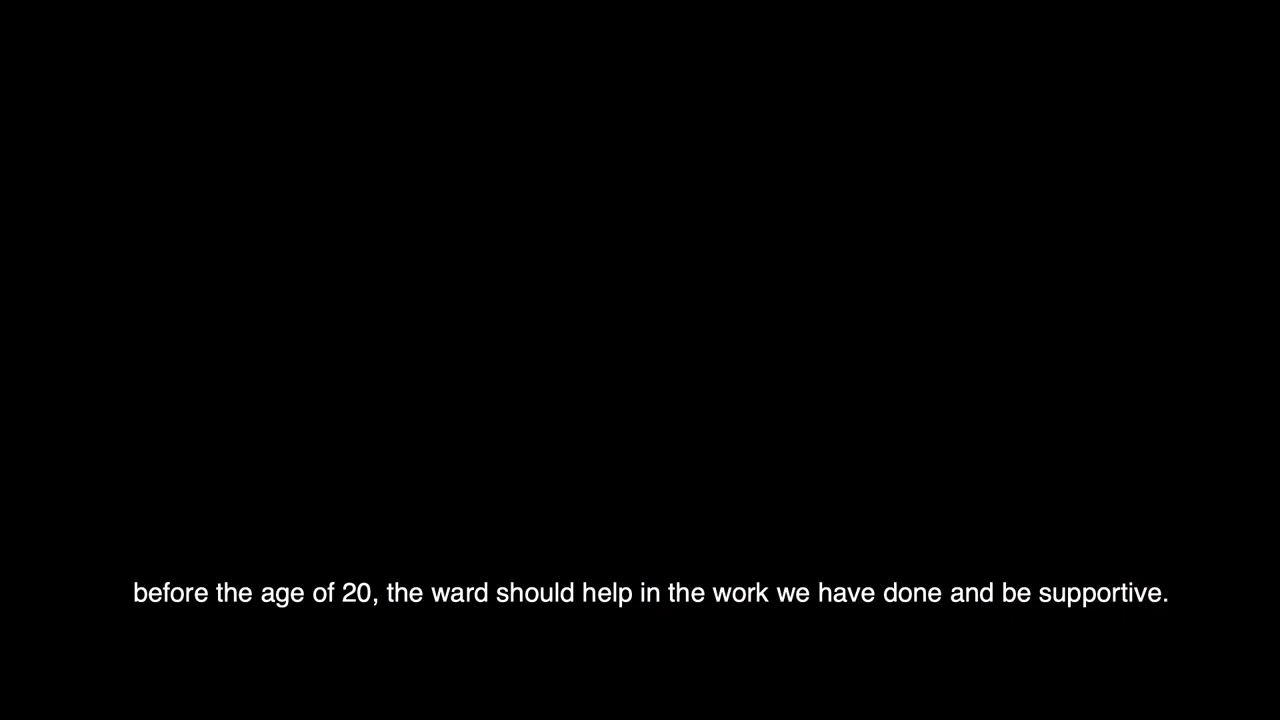 before the age of 20, the ward should help in the work we have done and be supportive.